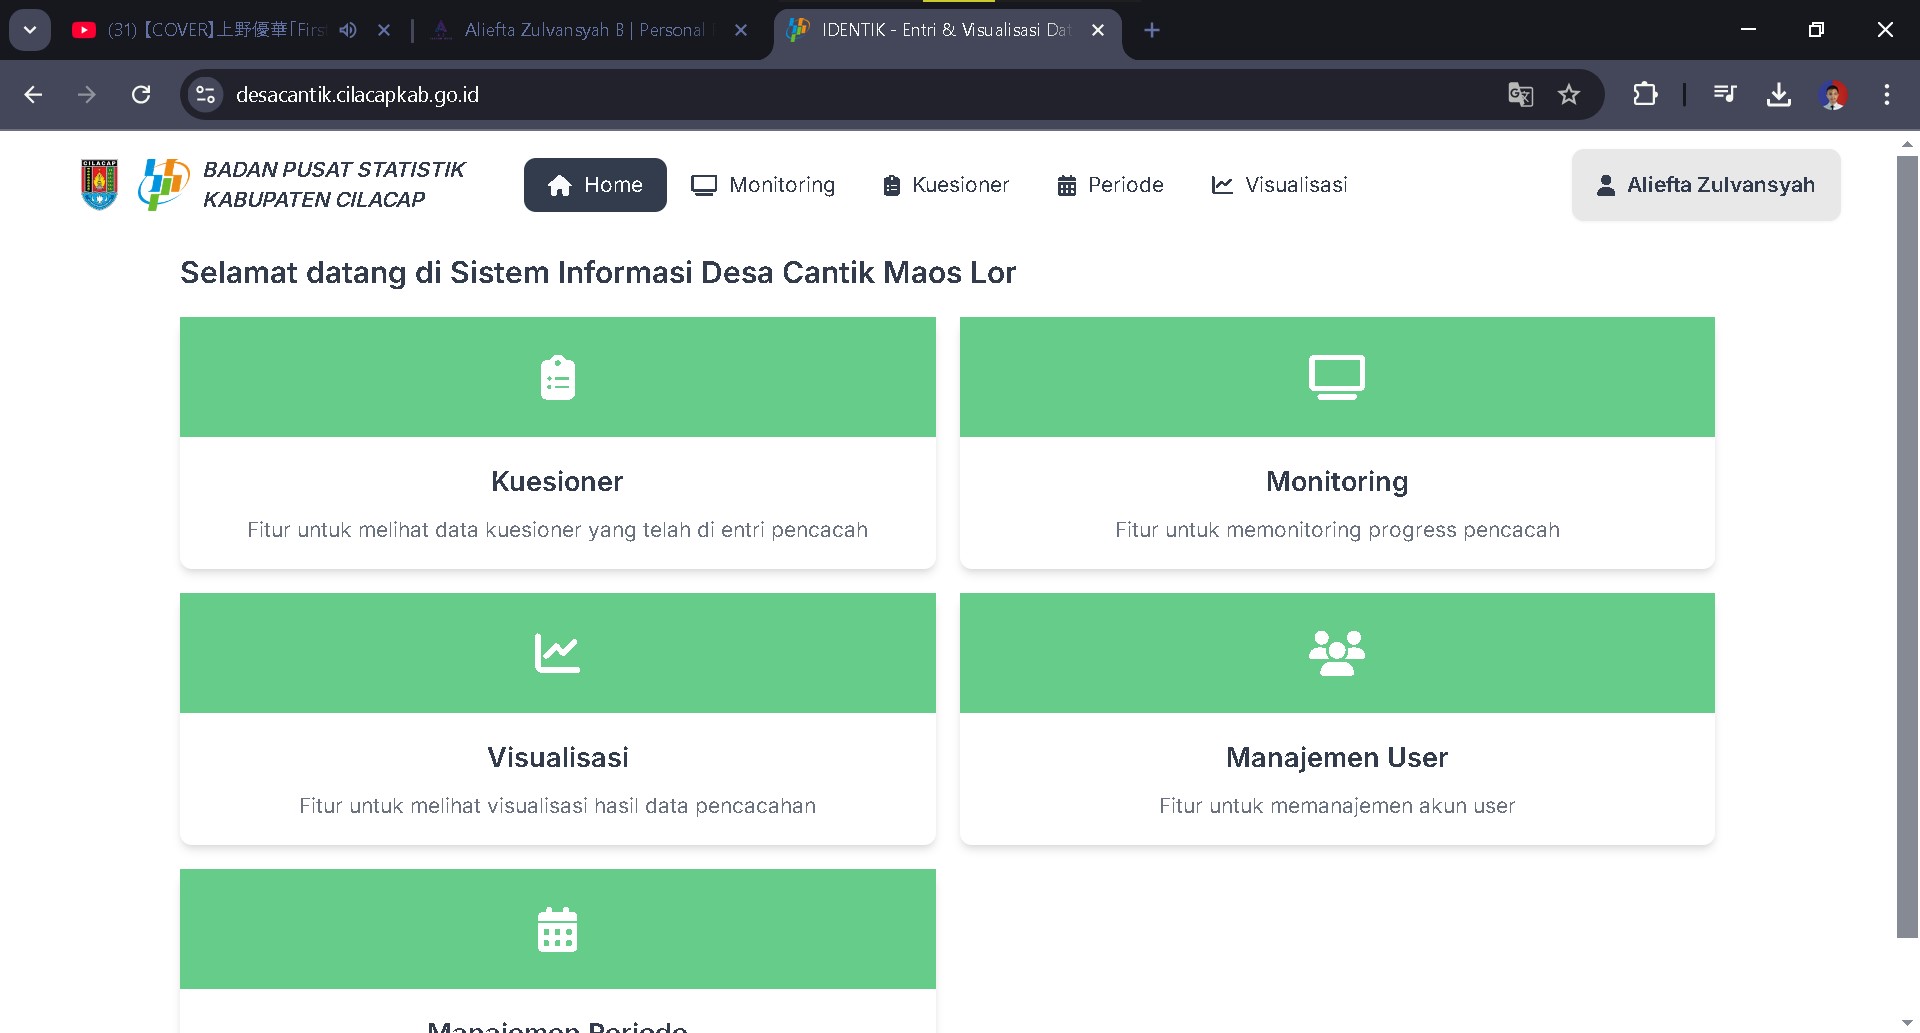 (31) 【COVER】上野優華「Firs
Aliefta Zulvansyah B | Personal
IDENTIK - Entri & Visualisasi Dat
desacantik.cilacapkab.go.id
CILACAP
BADAN PUSAT STATISTIK
KABUPATEN CILACAP
Home
Monitoring
Kuesioner
Periode
Visualisasi
Aliefta Zulvansyah
Selamat datang di Sistem Informasi Desa Cantik Maos Lor
Kuesioner
Fitur untuk melihat data kuesioner yang telah di entri pencacah
Monitoring
Fitur untuk memonitoring progress pencacah
Visualisasi
Fitur untuk melihat visualisasi hasil data pencacahan
Manajemen User
Fitur untuk memanajemen akun user
Manajemen Periode